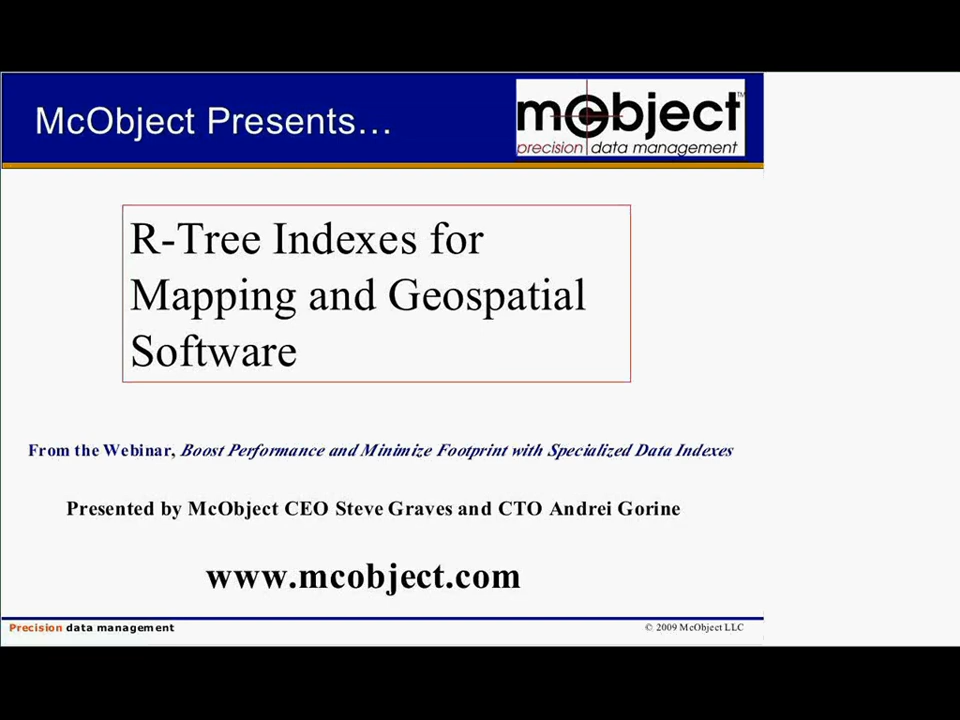 McObject Presents…
mcobject™
precision data management
R-Tree Indexes for
Mapping and Geospatial
Software
From the Webinar, Boost Performance and Minimize Footprint with Specialized Data Indexes
Presented by McObject CEO Steve Graves and CTO Andrei Gorine
www.mcobject.com
Precision data management
© 2009 McObject LLC